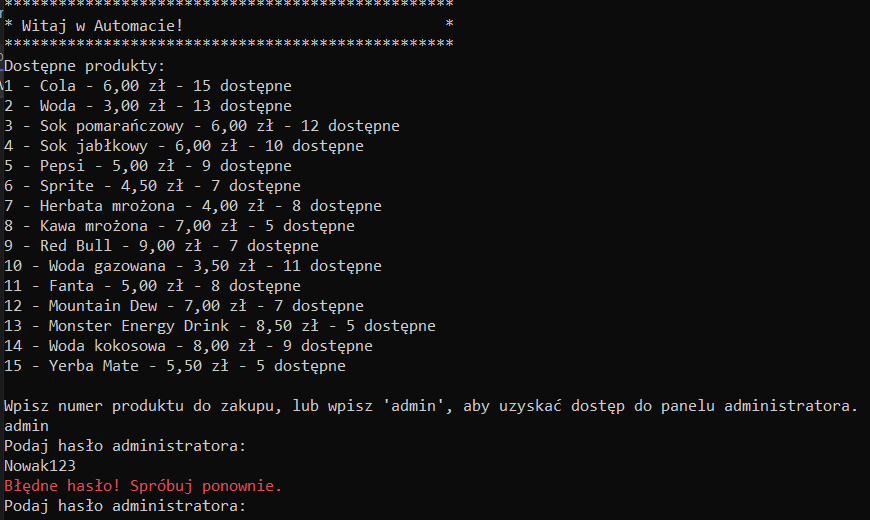 **************************************************
* Witaj w Automacie! *
**************************************************
Dostępne produkty:
1 - Cola - 6,00 zł - 15 dostępne
2 - Woda - 3,00 zł - 13 dostępne
3 - Sok pomarańczowy - 6,00 zł - 12 dostępne
4 - Sok jabłkowy - 6,00 zł - 10 dostępne
5 - Pepsi - 5,00 zł - 9 dostępne
6 - Sprite - 4,50 zł - 7 dostępne
7 - Herbata mrożona - 4,00 zł - 8 dostępne
8 - Kawa mrożona - 7,00 zł - 5 dostępne
9 - Red Bull - 9,00 zł - 7 dostępne
10 - Woda gazowana - 3,50 zł - 11 dostępne
11 - Fanta - 5,00 zł - 8 dostępne
12 - Mountain Dew - 7,00 zł - 7 dostępne
13 - Monster Energy Drink - 8,50 zł - 5 dostępne
14 - Woda kokosowa - 8,00 zł - 9 dostępne
15 - Yerba Mate - 5,50 zł - 5 dostępne
Wpisz numer produktu do zakupu, lub wpisz 'admin', aby uzyskać dostęp do panelu administratora.
admin
Podaj hasło administratora:
Nowak123
Błędne hasło! Spróbuj ponownie.
Podaj hasło administratora: